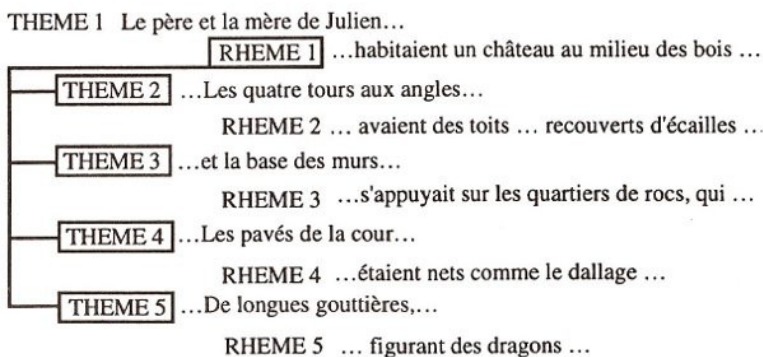 THEME 1 Le père et la mère de Julien…
RHEME 1 …habitaient un château au milieu des bois …
THEME 2 …Les quatre tours aux angles…
RHEME 2 … avaient des toits … recouverts d'écailles …
THEME 3 …et la base des murs…
RHEME 3 …s'appuyait sur les quartiers de rocs, qui …
THEME 4 …Les pavés de la cour…
RHEME 4 …étaient nets comme le dallage …
THEME 5 …De longues gouttières,…
RHEME 5 … figurant des dragons …